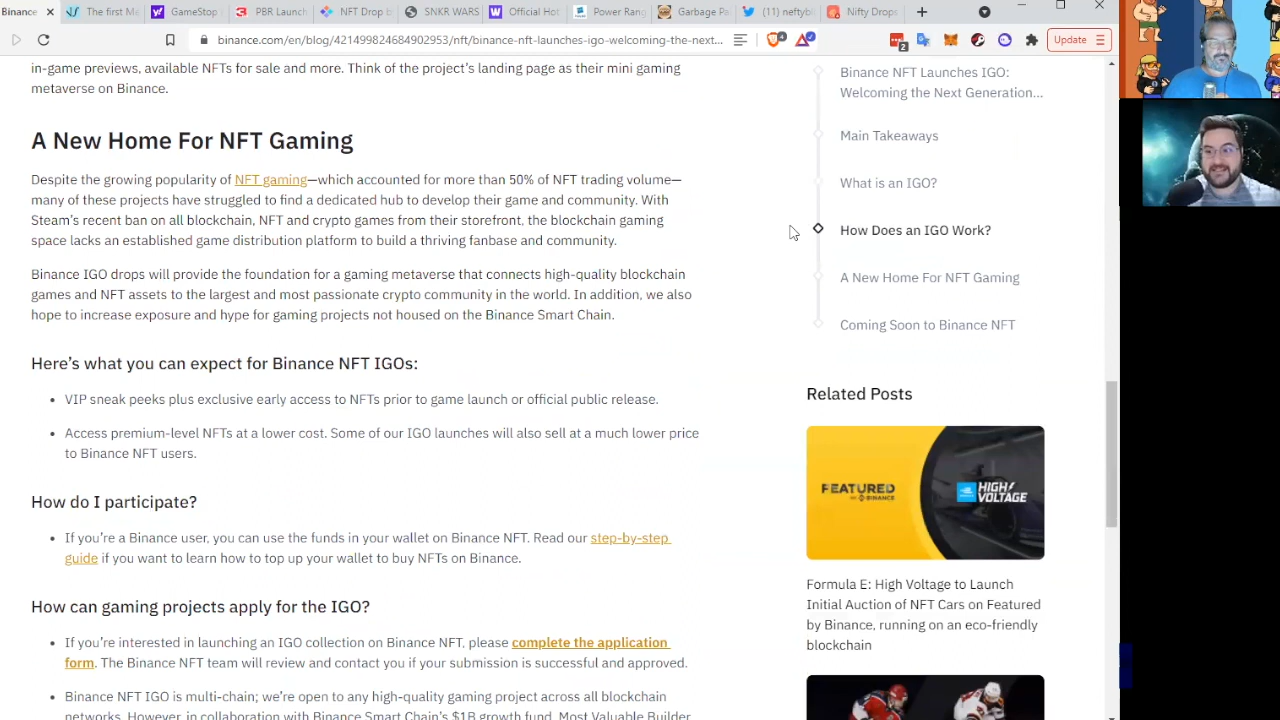 Binance
The first Me
GameStop
PBR Launch
NFT Drop b
SNKR WARS
Official Hot
Power Rang
Garbage Pa
(11) neftybl
Nifty Drops
binance.com/en/blog/421499824684902953/nft/binance-nft-launches-igo-welcoming-the-next...
4
2
Update
in-game previews, available NFTs for sale and more. Think of the project's landing page as their mini gaming
metaverse on Binance.
A New Home For NFT Gaming
Despite the growing popularity of NFT gaming—which accounted for more than 50% of NFT trading volume—
many of these projects have struggled to find a dedicated hub to develop their game and community. With
Steam's recent ban on all blockchain, NFT and crypto games from their storefront, the blockchain gaming
space lacks an established game distribution platform to build a thriving fanbase and community.
Binance IGO drops will provide the foundation for a gaming metaverse that connects high-quality blockchain
games and NFT assets to the largest and most passionate crypto community in the world. In addition, we also
hope to increase exposure and hype for gaming projects not housed on the Binance Smart Chain.
Here's what you can expect for Binance NFT IGOs:
• VIP sneak peeks plus exclusive early access to NFTs prior to game launch or official public release.
• Access premium-level NFTs at a lower cost. Some of our IGO launches will also sell at a much lower price
to Binance NFT users.
How do I participate?
• If you're a Binance user, you can use the funds in your wallet on Binance NFT. Read our step-by-step
guide if you want to learn how to top up your wallet to buy NFTs on Binance.
How can gaming projects apply for the IGO?
• If you're interested in launching an IGO collection on Binance NFT, please complete the application
form. The Binance NFT team will review and contact you if your submission is successful and approved.
• Binance NFT IGO is multi-chain; we're open to any high-quality gaming project across all blockchain
networks. However, in collaboration with Binance Smart Chain's $1B growth fund, Most Valuable Builder
Binance NFT Launches IGO:
Welcoming the Next Generation...
Main Takeaways
What is an IGO?
How Does an IGO Work?
A New Home For NFT Gaming
Coming Soon to Binance NFT
Related Posts
FEATURED
HIGH
VOLTAGE
Formula E: High Voltage to Launch
Initial Auction of NFT Cars on Featured
by Binance, running on an eco-friendly
blockchain